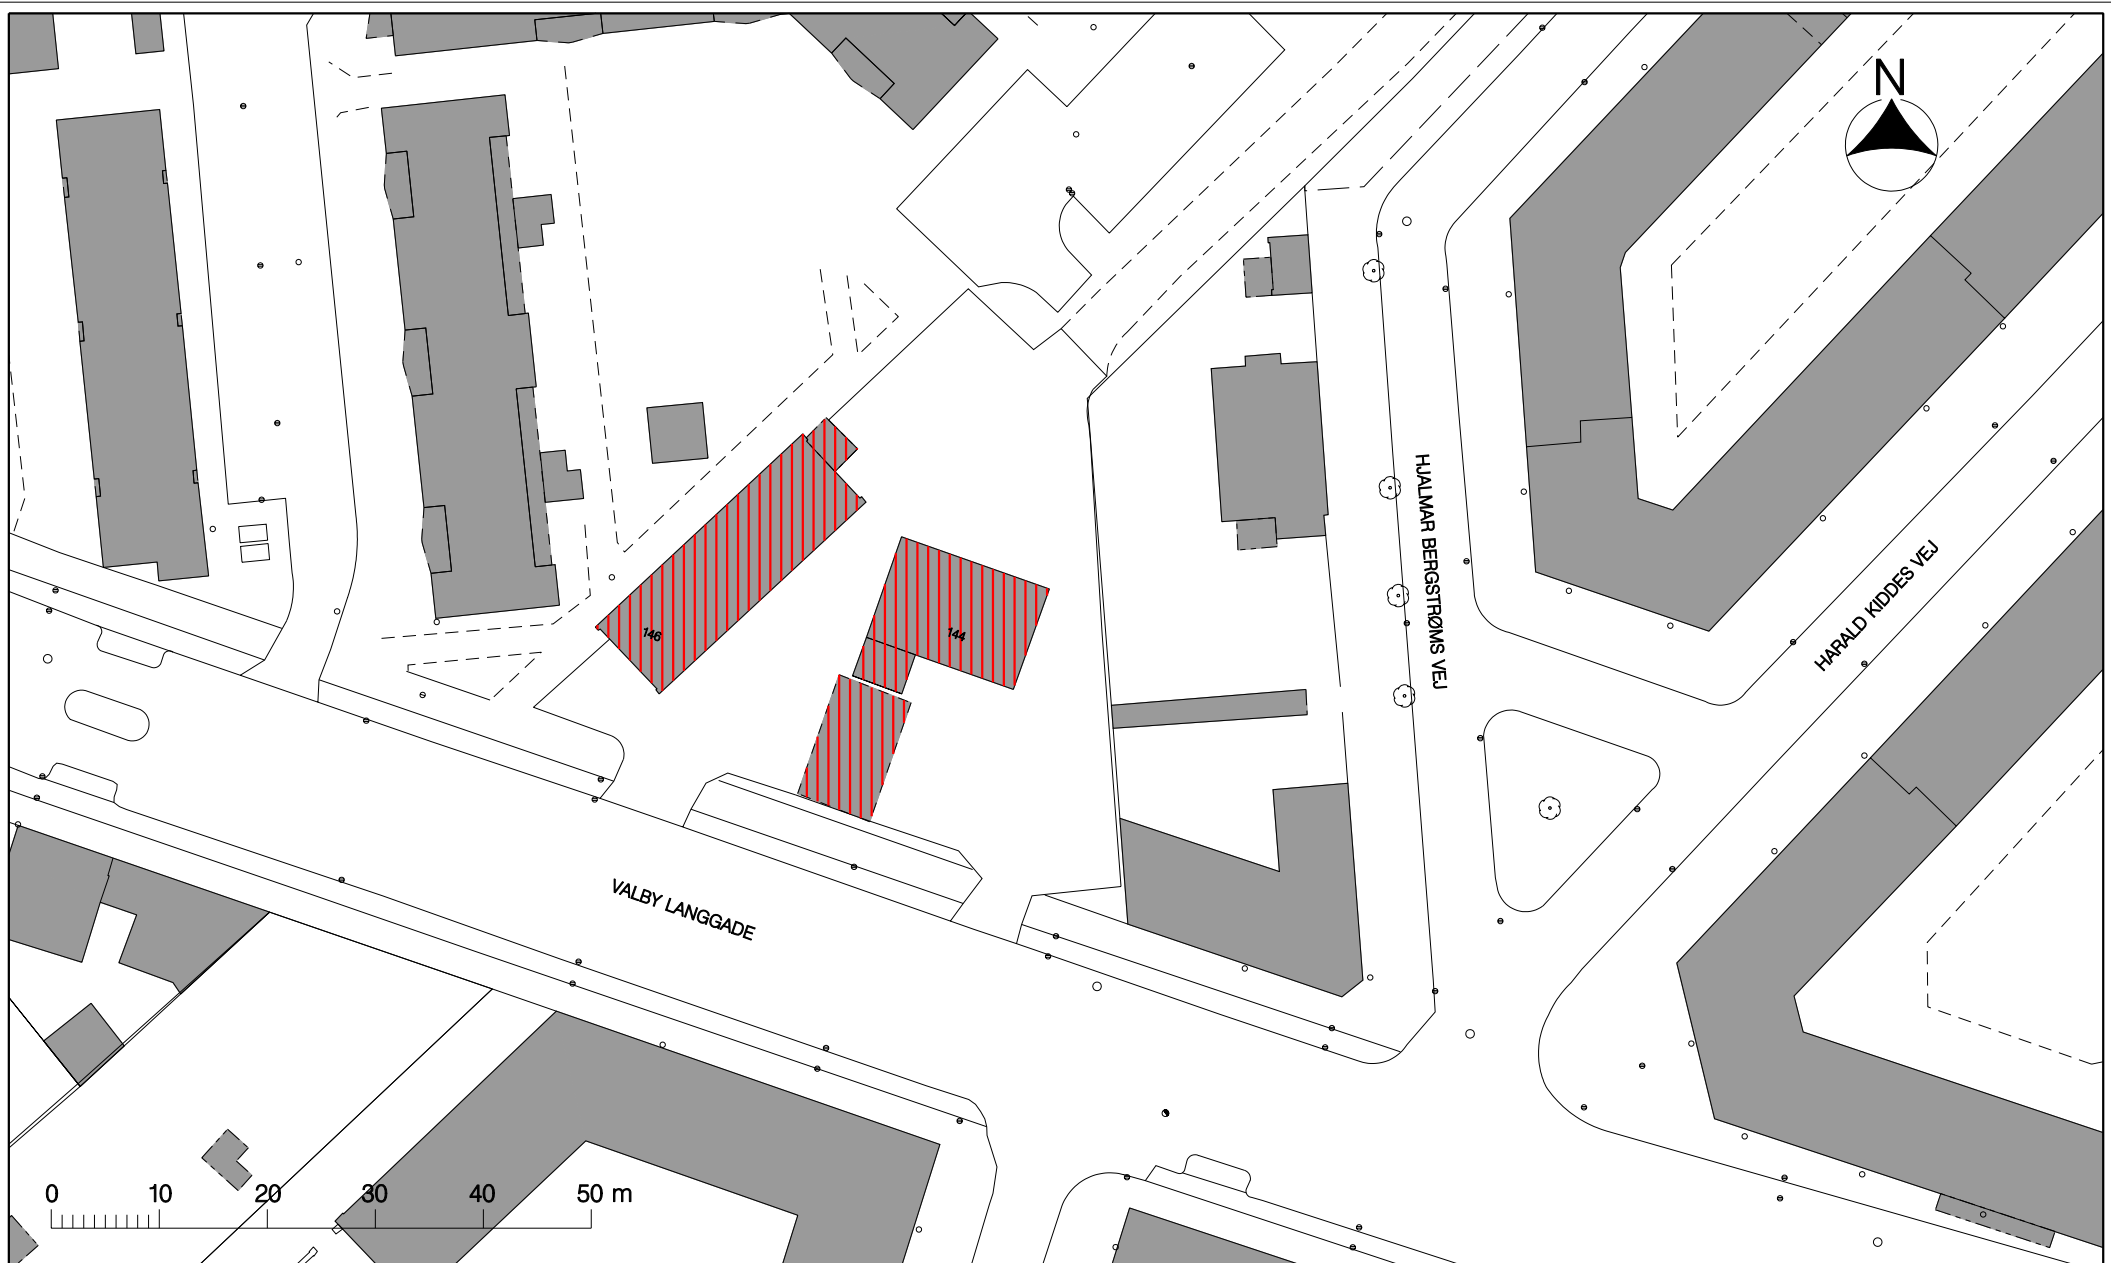 N
146
144
HJALMAR BERGSTRØMS VEJ
HARALD KIDDES VEJ
VALBY LANGGADE
0 10 20 30 40 50 m